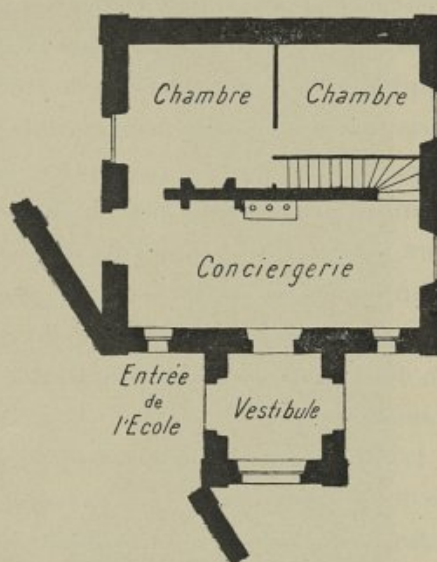 Chambre Chambre
Conciergerie
Entrée
de
l'Ecole
Vestibule